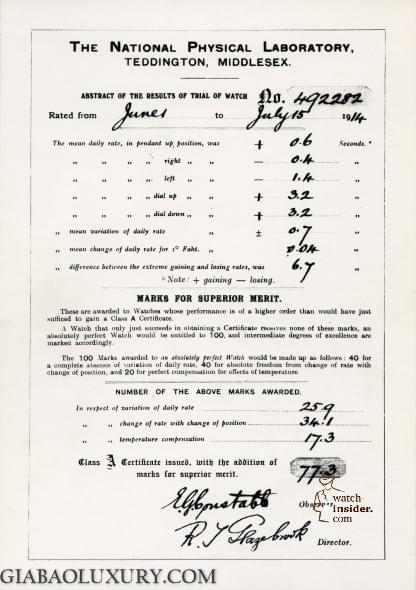 THE NATIONAL PHYSICAL LABORATORY,
TEDDINGTON, MIDDLESEX.
ABSTRACT OF THE RESULTS OF TRIAL OF WATCH No. 492282
Rated from June 1 to July 15 1914
The mean daily rate, in pendant up position, was + 0.6 Seconds.*
„ „ „ „ right „ „ – 0.4
„ „ „ „ left „ „ – 1.4
„ „ „ „ dial up „ + 3.2
„ „ „ „ dial down „ + 3.2
„ mean variation of daily rate ± 0.7
„ mean change of daily rate for 1° Faht. „ 0.04
„ difference between the extreme gaining and losing rates, was 6.7
* Note: + gaining — losing.
MARKS FOR SUPERIOR MERIT.
These are awarded to Watches whose performance is of a higher order than would have just
sufficed to gain a Class A Certificate.
A Watch that only just succeeds in obtaining a Certificate receives none of these marks, an
absolutely perfect Watch would be entitled to 100, and intermediate degrees of excellence are
marked accordingly.
The 100 Marks awarded to an absolutely perfect Watch would be made up as follows: 40 for
a complete absence of variation of daily rate, 40 for absolute freedom from change of rate with
change of position, and 20 for perfect compensation for effects of temperature
NUMBER OF THE ABOVE MARKS AWARDED.
In respect of variation of daily rate 25.9
„ „ change of rate with change of position 34.1
„ „ temperature compensation 17.3
Class A Certificate issued, with the addition of
marks for superior merit. 77.3
E G Constable Observer.
watch-
insider.
com
R. T. Glazebrook Director.
GIABAOLUXURY.COM